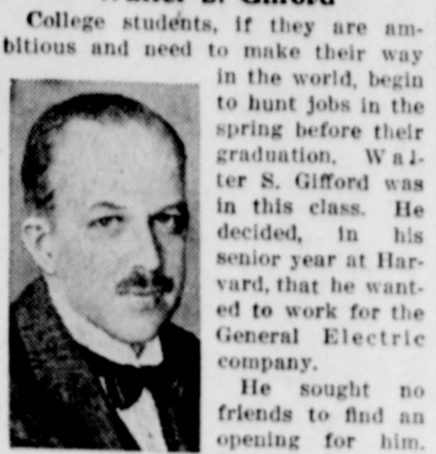 Walter S. Gifford
College students, if they are am-
bitious and need to make their way
in the world, begin
to hunt jobs in the
spring before their
graduation. Wal-
ter S. Gifford was
in this class. He
decided, in his
senior year at Har-
vard, that he want-
ed to work for the
General Electric
company.
He sought no
friends to find an
opening for him.